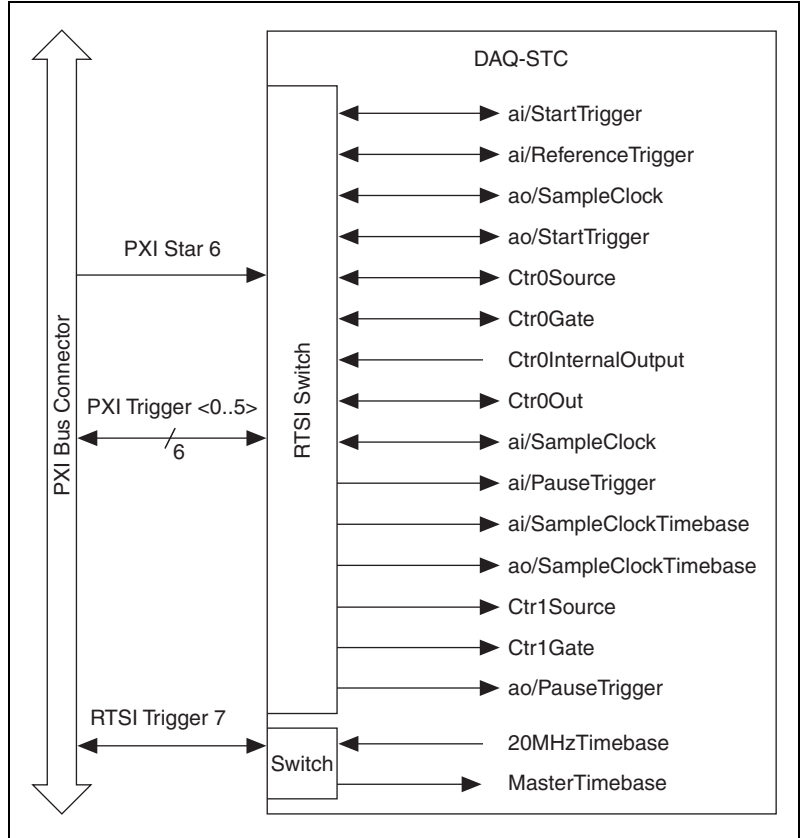 DAQ-STC
ai/StartTrigger
ai/ReferenceTrigger
ao/SampleClock
ao/StartTrigger
PXI Star 6
Ctr0Source
Ctr0Gate
Ctr0InternalOutput
PXI Bus Connector
RTSI Switch
PXI Trigger <0..5>
6
Ctr0Out
ai/SampleClock
ai/PauseTrigger
ai/SampleClockTimebase
ao/SampleClockTimebase
Ctr1Source
Ctr1Gate
ao/PauseTrigger
RTSI Trigger 7
Switch
20MHzTimebase
MasterTimebase